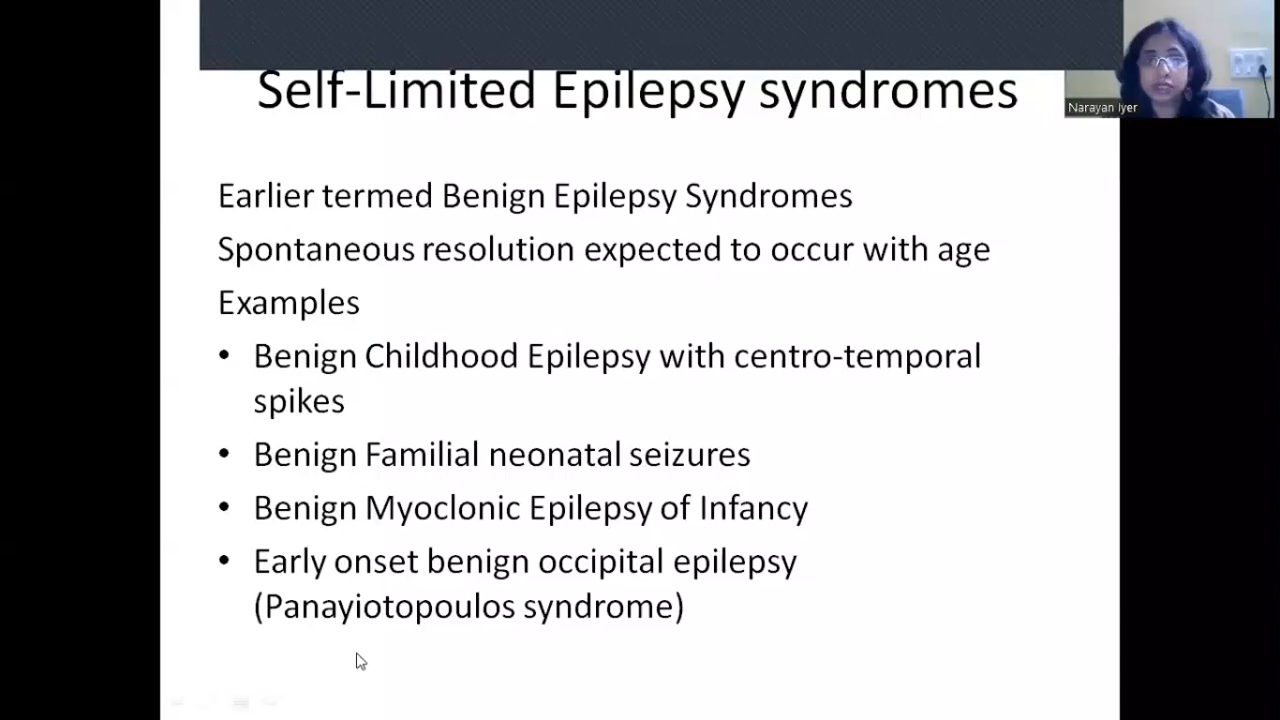 Self-Limited Epilepsy syndromes
Narayan Iyer
Earlier termed Benign Epilepsy Syndromes
Spontaneous resolution expected to occur with age
Examples
• Benign Childhood Epilepsy with centro-temporal
spikes
• Benign Familial neonatal seizures
• Benign Myoclonic Epilepsy of Infancy
• Early onset benign occipital epilepsy
(Panayiotopoulos syndrome)